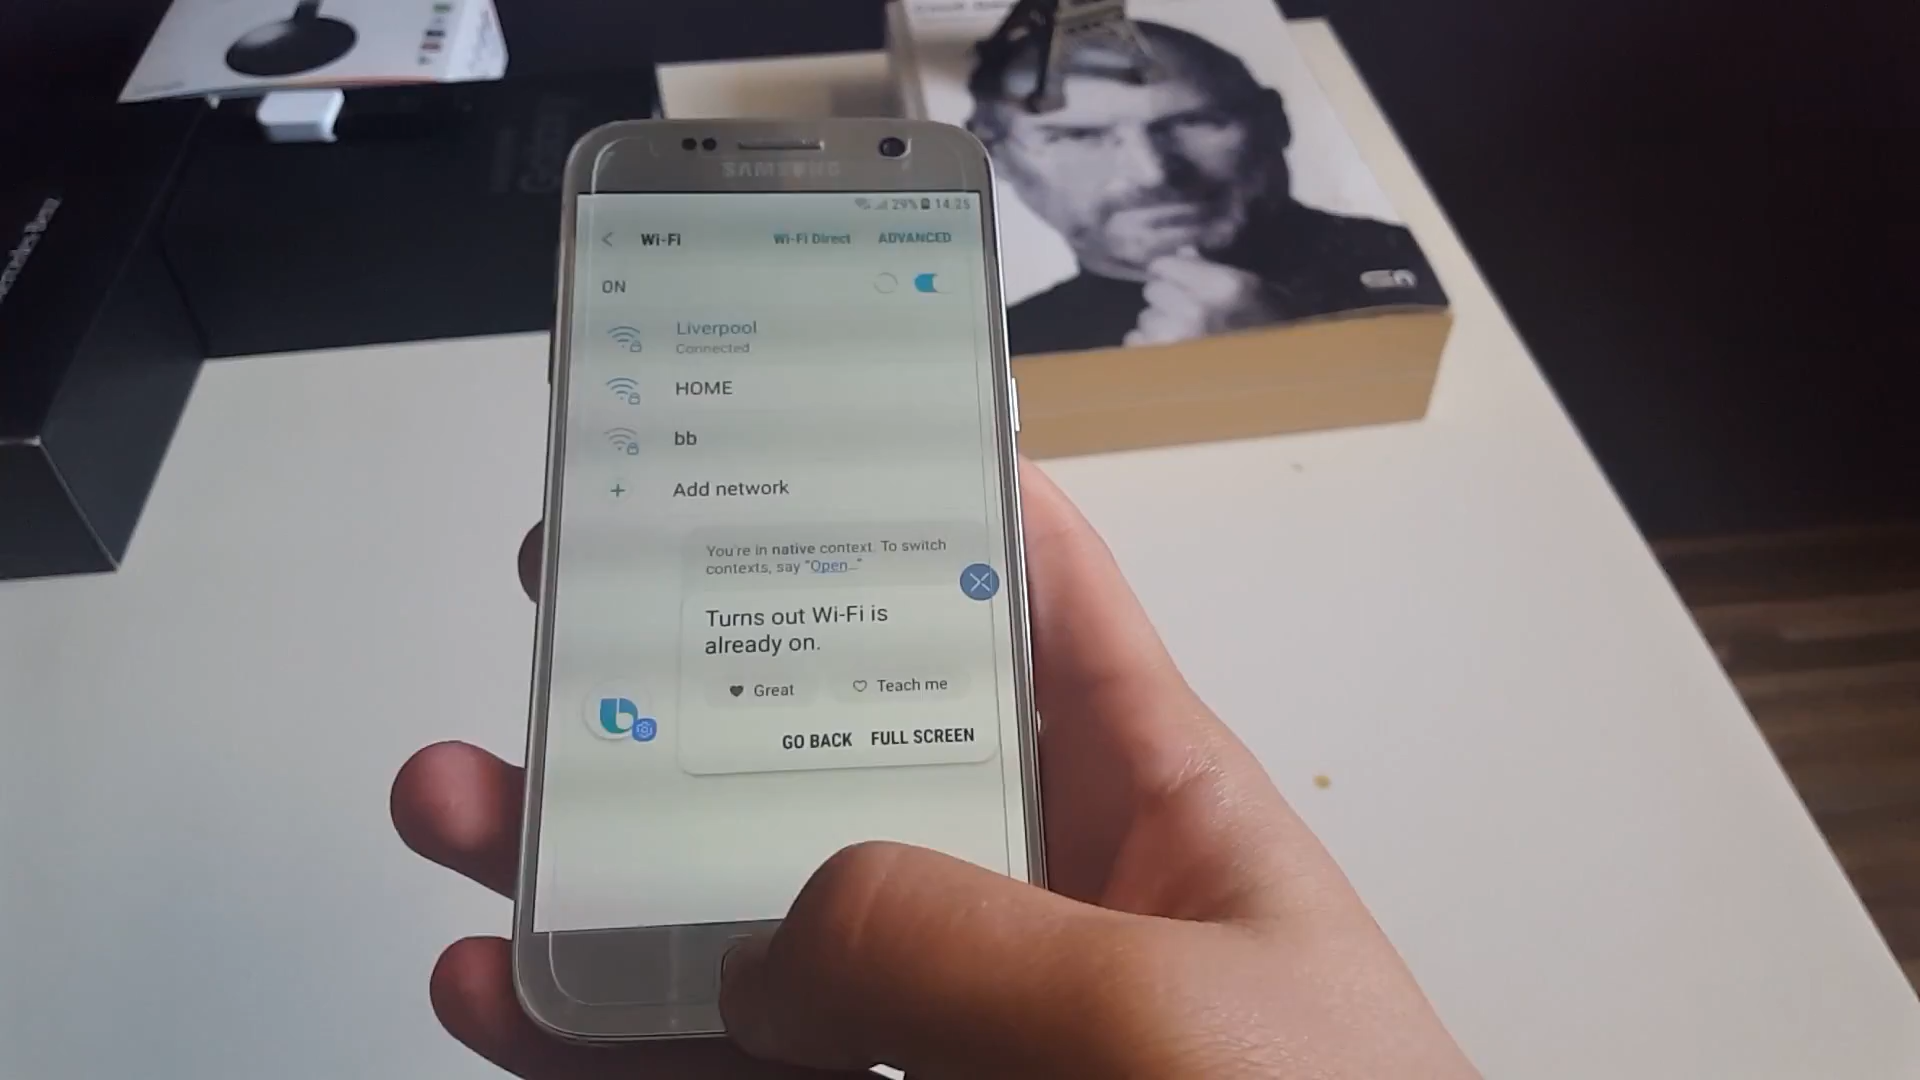 SAMSUNG
29% 14:25
Wi-Fi Wi-Fi Direct ADVANCED
ON
Liverpool
Connected
HOME
bb
+ Add network
You're in native context. To switch
contexts, say "Open..."
Turns out Wi-Fi is
already on.
Great Teach me
GO BACK FULL SCREEN